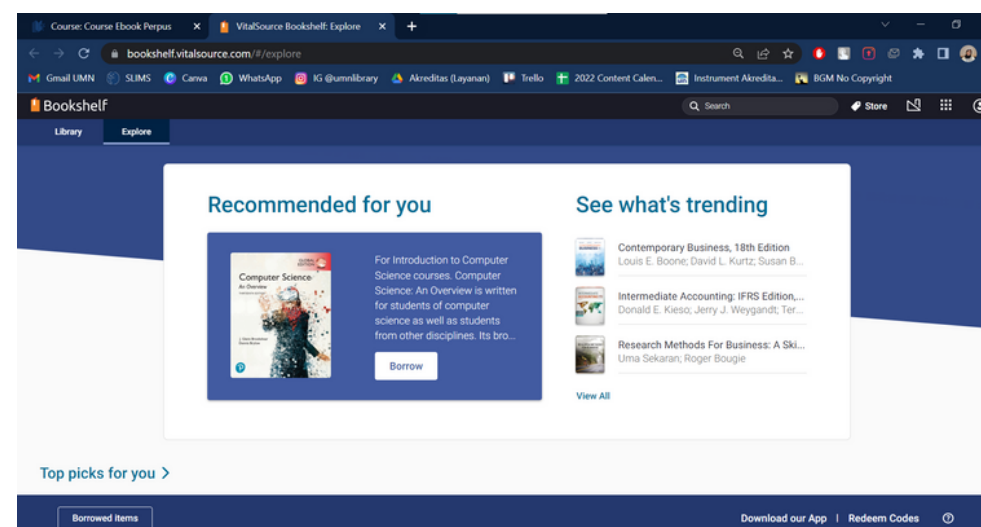 Course: Course Ebook Perpus
VitalSource Bookshelf: Explore
bookshelf.vitalsource.com/#/explore
Gmail UMN SLIMS Canva WhatsApp IG @umnlibrary Akreditas (Layanan) Trello 2022 Content Calen... Instrument Akredita... BGM No Copyright
Bookshelf
Search
Store
Library Explore
Recommended for you
Computer Science
An Overview
For Introduction to Computer
Science courses. Computer
Science: An Overview is written
for students of computer
science as well as students
from other disciplines. Its bro...
Borrow
See what's trending
Contemporary Business, 18th Edition
Louis E. Boone; David L. Kurtz; Susan B...
Intermediate Accounting: IFRS Edition,...
Donald E. Kieso; Jerry J. Weygandt; Ter...
Research Methods For Business: A Ski...
Uma Sekaran; Roger Bougie
View All
Top picks for you >
Borrowed items
Download our App | Redeem Codes